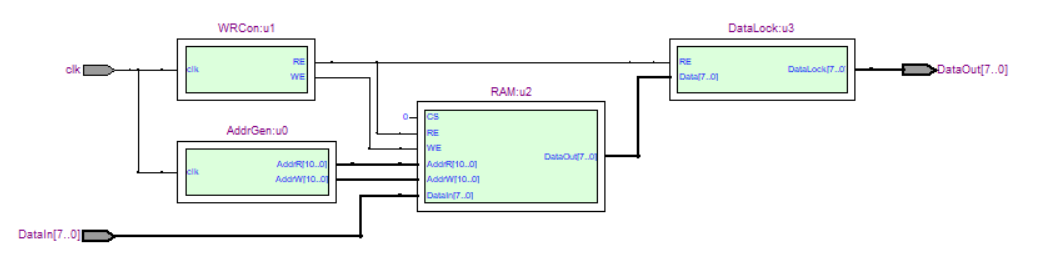 WRCon:u1
clk
clk
RE
WE
DataLock:u3
RE
Data[7..0]
DataLock[7..0]
DataOut[7..0]
RAM:u2
0
CS
RE
WE
AddrR[10..0]
AddrW[10..0]
DataIn[7..0]
DataOut[7..0]
AddrGen:u0
clk
AddrR[10..0]
AddrW[10..0]
DataIn[7..0]